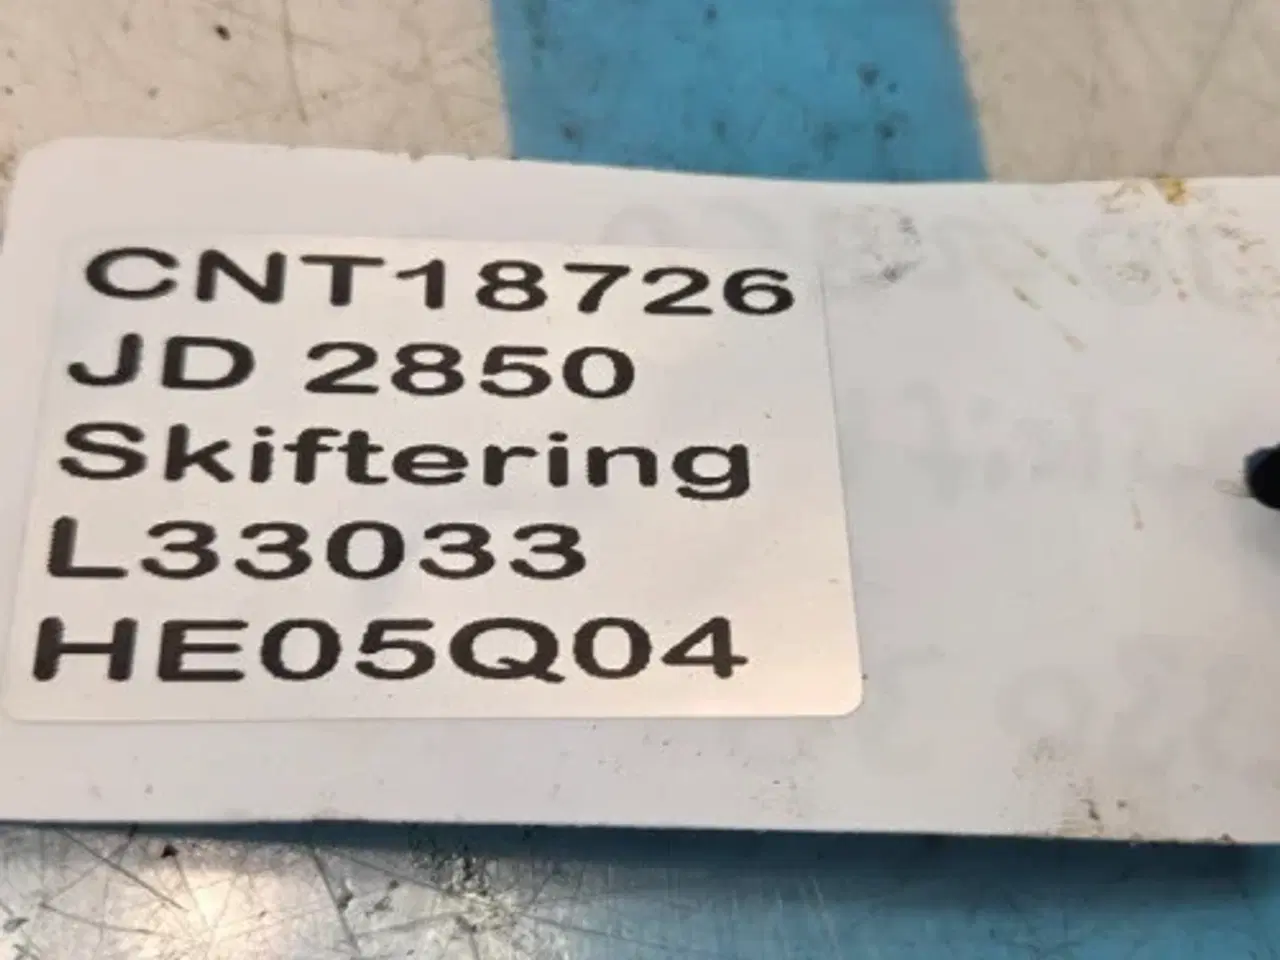 CNT18726
JD 2850
Skiftering
L33033
HE05Q04